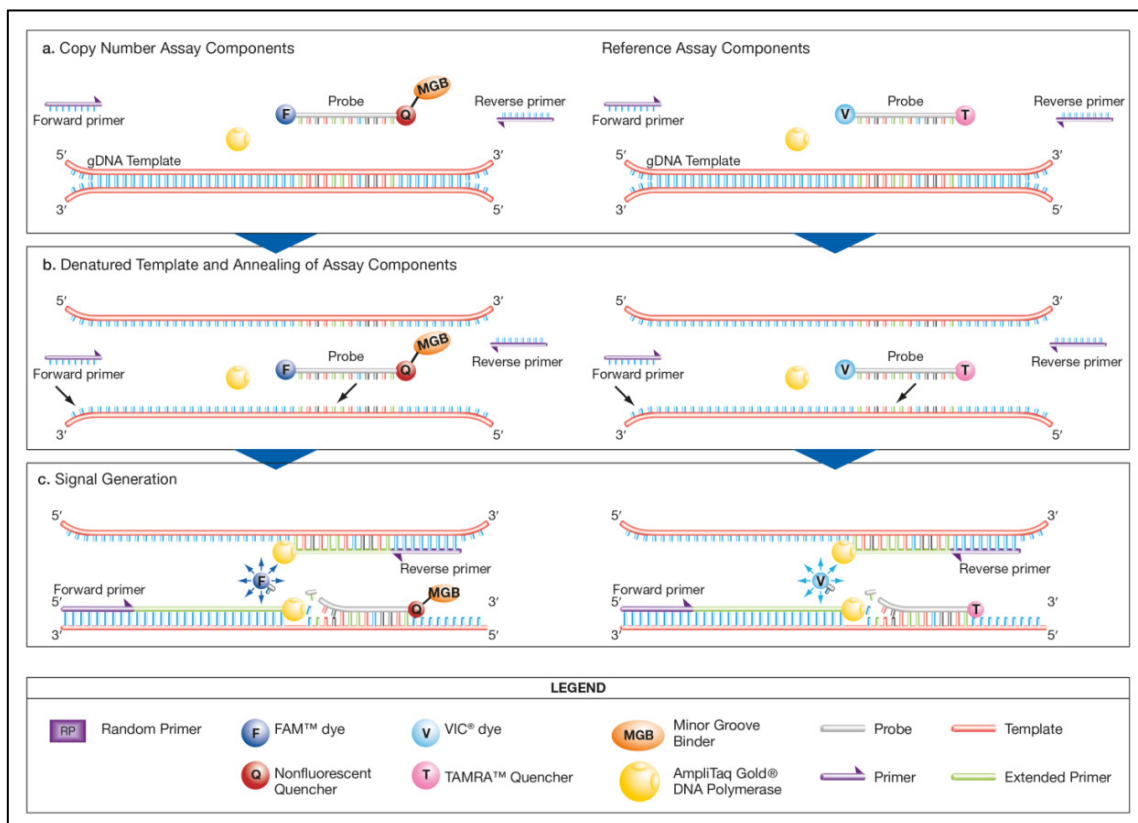 a. Copy Number Assay Components
Reference Assay Components
MGB
F
Probe
Q
Forward primer
Reverse primer
5′
gDNA Template
3′
3′
5′
V
Probe
T
Forward primer
Reverse primer
5′
gDNA Template
3′
3′
5′
b. Denatured Template and Annealing of Assay Components
5′
3′
MGB
F
Probe
Q
Forward primer
Reverse primer
3′
5′
5′
3′
V
Probe
T
Forward primer
Reverse primer
3′
5′
c. Signal Generation
5′
3′
Reverse primer
F
MGB
Forward primer
Q
5′
3′
3′
5′
5′
3′
Reverse primer
V
Forward primer
T
5′
3′
3′
5′
LEGEND
RP Random Primer
F FAM™ dye
V VIC® dye
MGB Minor Groove
Binder
Probe
Template
Q Nonfluorescent
Quencher
T TAMRA™ Quencher
AmpliTaq Gold®
DNA Polymerase
Primer
Extended Primer